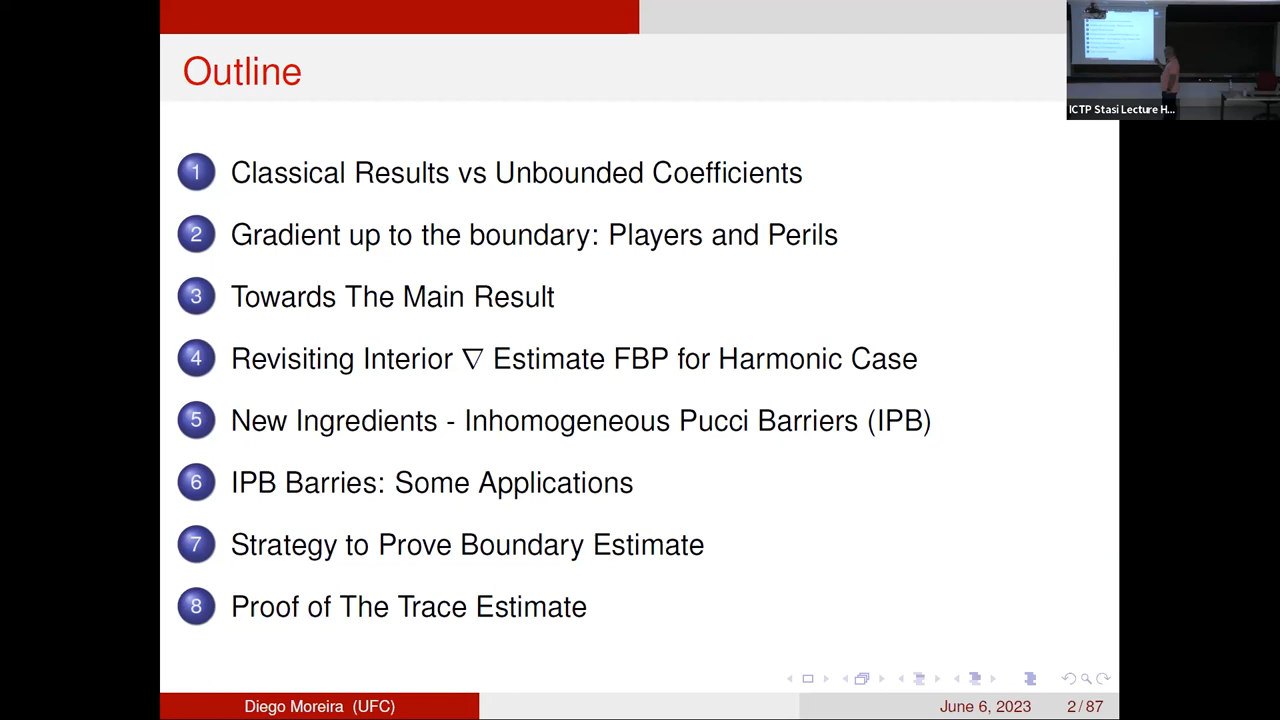 Outline
ICTP Stasi Lecture H...
1 Classical Results vs Unbounded Coefficients
2 Gradient up to the boundary: Players and Perils
3 Towards The Main Result
4 Revisiting Interior ∇ Estimate FBP for Harmonic Case
5 New Ingredients - Inhomogeneous Pucci Barriers (IPB)
6 IPB Barries: Some Applications
7 Strategy to Prove Boundary Estimate
8 Proof of The Trace Estimate
Diego Moreira (UFC)
June 6, 2023
2/87